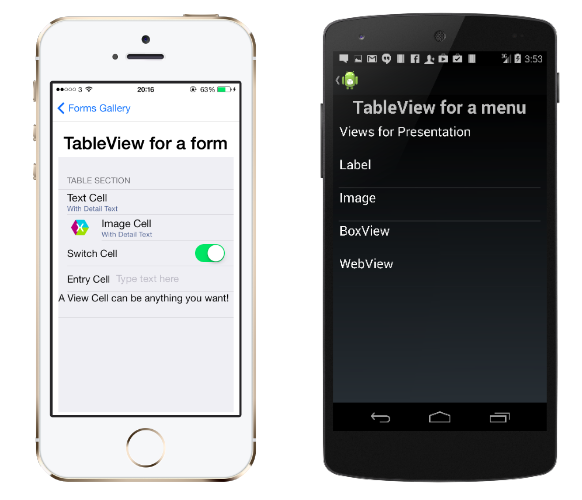 3
20:16
63%
Forms Gallery
TableView for a form
TABLE SECTION
Text Cell
With Detail Text
Image Cell
With Detail Text
Switch Cell
Entry Cell Type text here
A View Cell can be anything you want!
3:53
TableView for a menu
Views for Presentation
Label
Image
BoxView
WebView